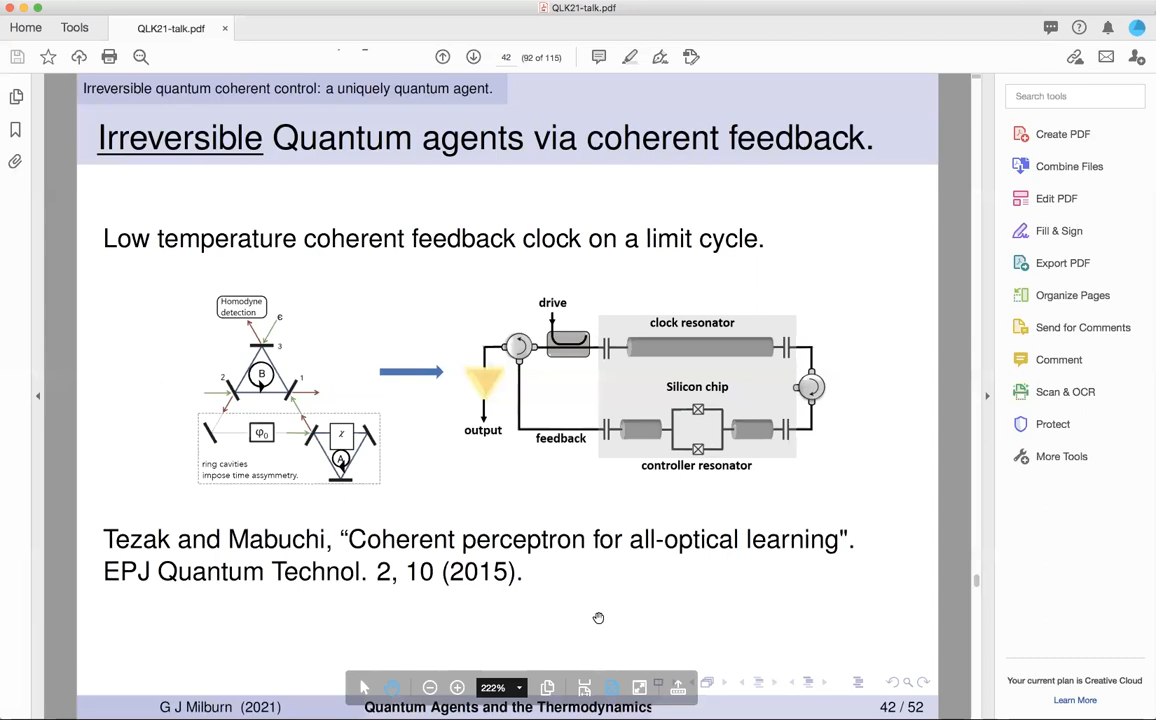 QLK21-talk.pdf
Home
Tools
QLK21-talk.pdf ×
42 (92 of 115)
Irreversible quantum coherent control: a uniquely quantum agent.
Irreversible Quantum agents via coherent feedback.
Low temperature coherent feedback clock on a limit cycle.
Homodyne
detection
ϵ
3
B
2
1
φ0
χ
A
ring cavities
impose time assymmetry.
drive
clock resonator
Silicon chip
output
feedback
controller resonator
Tezak and Mabuchi, “Coherent perceptron for all-optical learning".
EPJ Quantum Technol. 2, 10 (2015).
222%
G J Milburn (2021)
Quantum Agents and the Thermodynamics
42 / 52
Search tools
Create PDF
Combine Files
Edit PDF
Fill & Sign
Export PDF
Organize Pages
Send for Comments
Comment
Scan & OCR
Protect
More Tools
Your current plan is Creative Cloud
Learn More